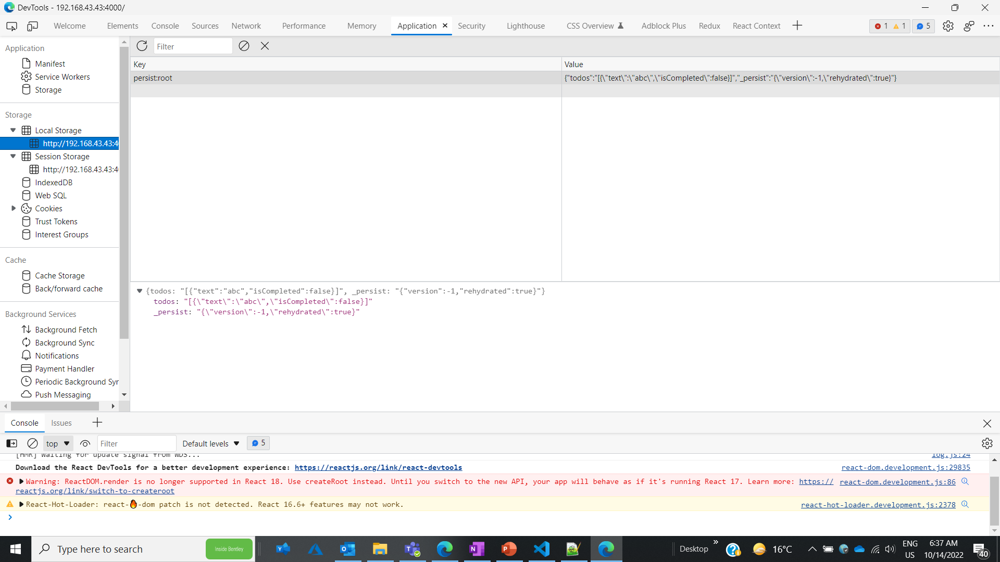 DevTools - 192.168.43.43:4000/
Welcome Elements Console Sources Network Performance Memory Application Security Lighthouse CSS Overview Adblock Plus Redux React Context 1 1 5
Application
Manifest
Service Workers
Storage
Storage
Local Storage
http://192.168.43.43:4
Session Storage
http://192.168.43.43:4
IndexedDB
Web SQL
Cookies
Trust Tokens
Interest Groups
Cache
Cache Storage
Back/forward cache
Background Services
Background Fetch
Background Sync
Notifications
Payment Handler
Periodic Background Syn
Push Messaging
Filter
Key Value
persist:root {"todos":"[{\"text\":\"abc\",\"isCompleted\":false}]","_persist":"{\"version\":-1,\"rehydrated\":true}"}
{todos: "[{"text":"abc","isCompleted":false}]", _persist: "{"version":-1,"rehydrated":true}"}
todos: "[{\"text\":\"abc\",\"isCompleted\":false}]"
_persist: "{\"version\":-1,\"rehydrated\":true}"
Console Issues
top Filter Default levels 5
[HMR] Waiting for update signal from WDS... log.js:24
Download the React DevTools for a better development experience: https://reactjs.org/link/react-devtools react-dom.development.js:29835
Warning: ReactDOM.render is no longer supported in React 18. Use createRoot instead. Until you switch to the new API, your app will behave as if it's running React 17. Learn more: https:// react-dom.development.js:86
reactjs.org/link/switch-to-createroot
React-Hot-Loader: react-🔥-dom patch is not detected. React 16.6+ features may not work. react-hot-loader.development.js:2378
Type here to search Inside Bentley Desktop 16°C ENG US 6:37 AM 10/14/2022 40